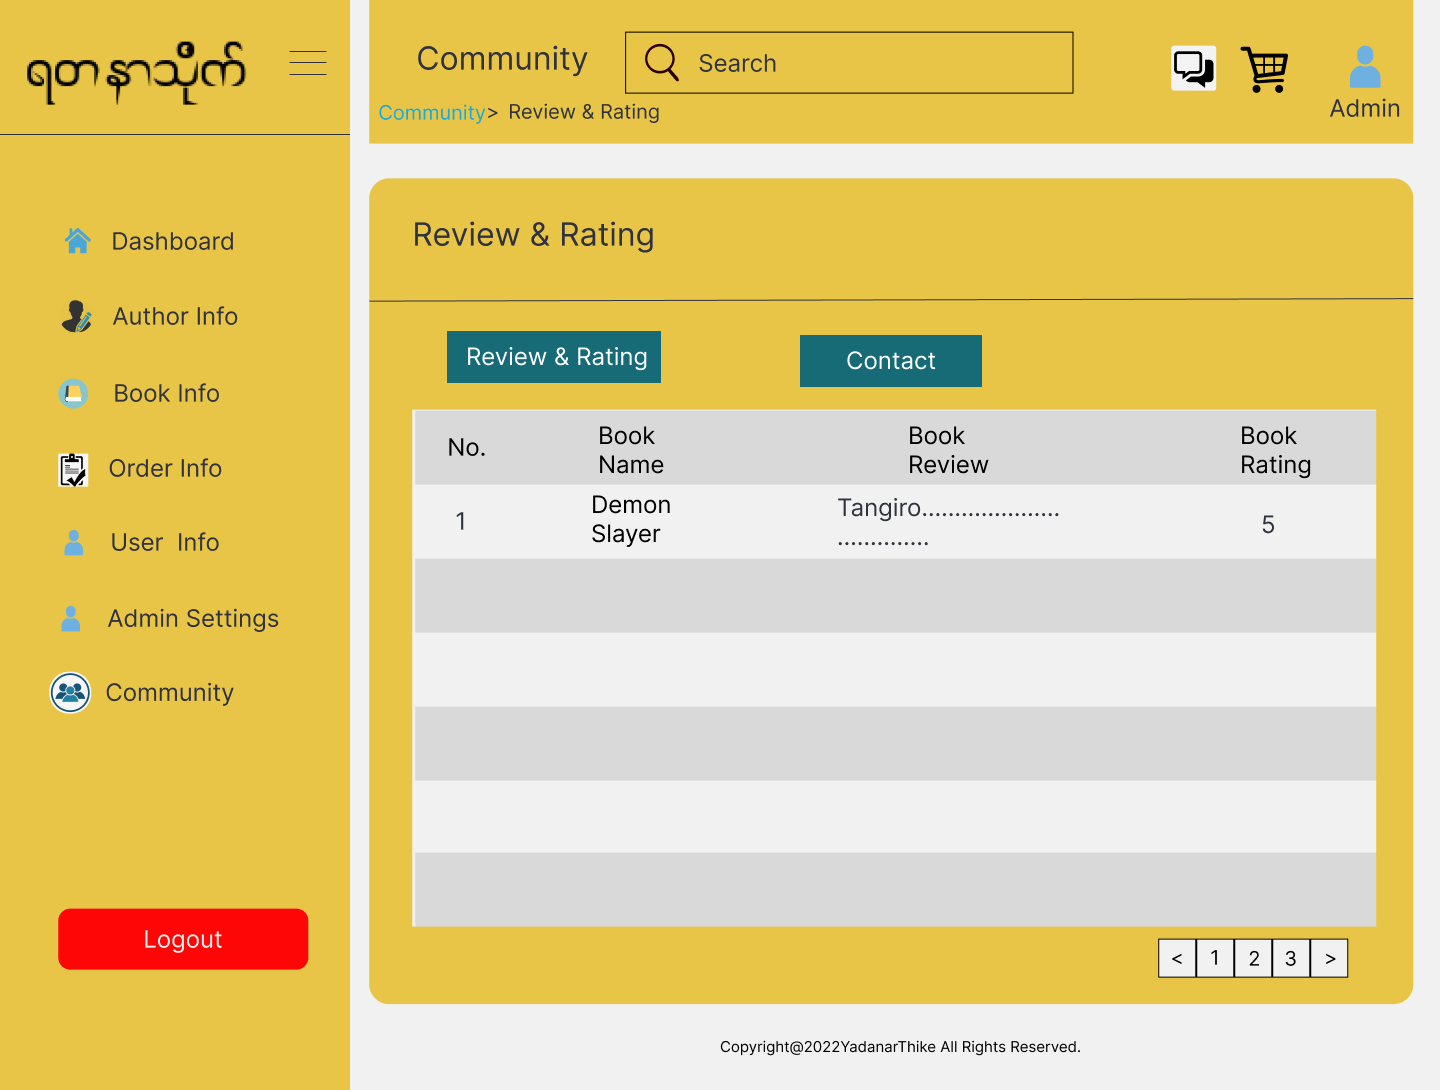 ရတနာသိုက်
Community
Search
Admin
Community> Review & Rating
Dashboard
Author Info
Book Info
Order Info
User Info
Admin Settings
Community
Logout
Review & Rating
Review & Rating
Contact
No.
Book
Name
Book
Review
Book
Rating
1
Demon
Slayer
Tangiro.....................
..............
5
< 1 2 3 >
Copyright@2022YadanarThike All Rights Reserved.